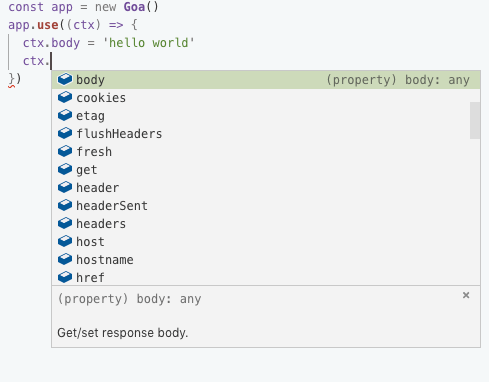 const app = new Goa()
app.use((ctx) => {
ctx.body = 'hello world'
ctx.
})
body (property) body: any
cookies
etag
flushHeaders
fresh
get
header
headerSent
headers
host
hostname
href
(property) body: any ×
Get/set response body.